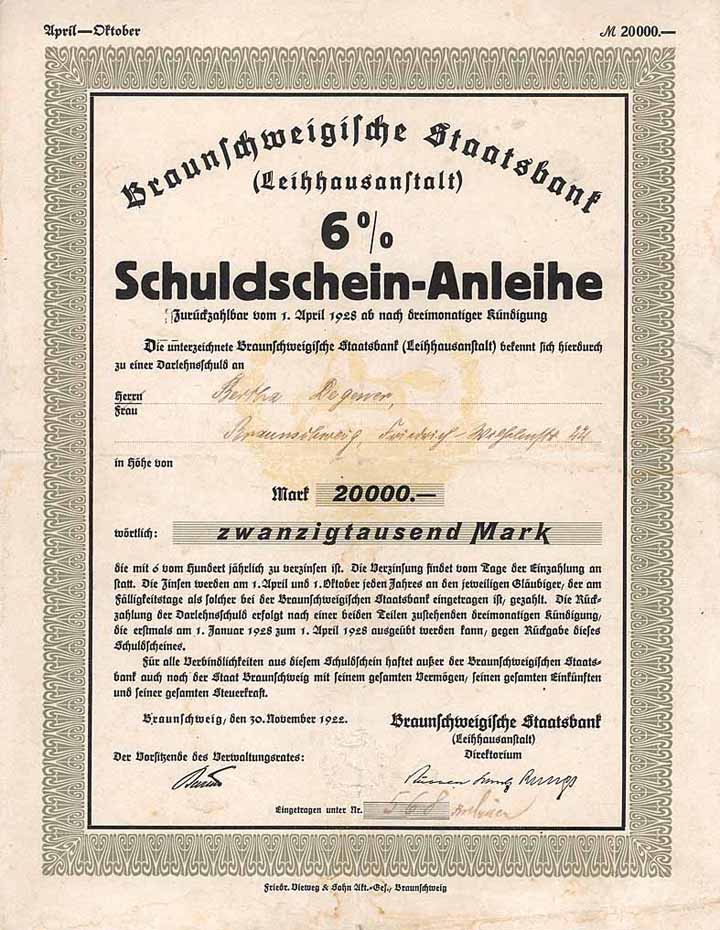 April—Oktober
M 20000.—
Braunschweigische Staatsbank
(Leihhausanstalt)
6%
Schuldschein-Anleihe
Zurückzahlbar vom 1. April 1928 ab nach dreimonatiger Kündigung
Die unterzeichnete Braunschweigische Staatsbank (Leihhausanstalt) bekennt sich hierdurch
zu einer Darlehnschuld an
Herrn
Frau
Bertha Degener,
Braunschweig, Friedrich-Wilhelmstr.
in Höhe von
Mark 20000.—
wörtlich: zwanzigtausend Mark
die mit 6 vom Hundert jährlich zu verzinsen ist. Die Verzinsung findet vom Tage der Einzahlung an
statt. Die Zinsen werden am 1. April und 1. Oktober jeden Jahres an den jeweiligen Gläubiger, der am
Fälligkeitstage als solcher bei der Braunschweigischen Staatsbank eingetragen ist, gezahlt. Die Rück-
zahlung der Darlehnschuld erfolgt nach einer beiden Teilen zustehenden dreimonatigen Kündigung,
die erstmals am 1. Januar 1928 zum 1. April 1928 ausgeübt werden kann, gegen Rückgabe dieses
Schuldscheines.
Für alle Verbindlichkeiten aus diesem Schuldschein haftet außer der Braunschweigischen Staats-
bank auch noch der Staat Braunschweig mit seinem gesamten Vermögen, seinen gesamten Einkünften
und seiner gesamten Steuerkraft.
Braunschweig, den 30. November 1922.
Braunschweigische Staatsbank
(Leihhausanstalt)
Direktorium
Der Vorsitzende des Verwaltungsrates:
Eingetragen unter Nr. 568
Friedr. Vieweg & Sohn Akt.-Ges., Braunschweig